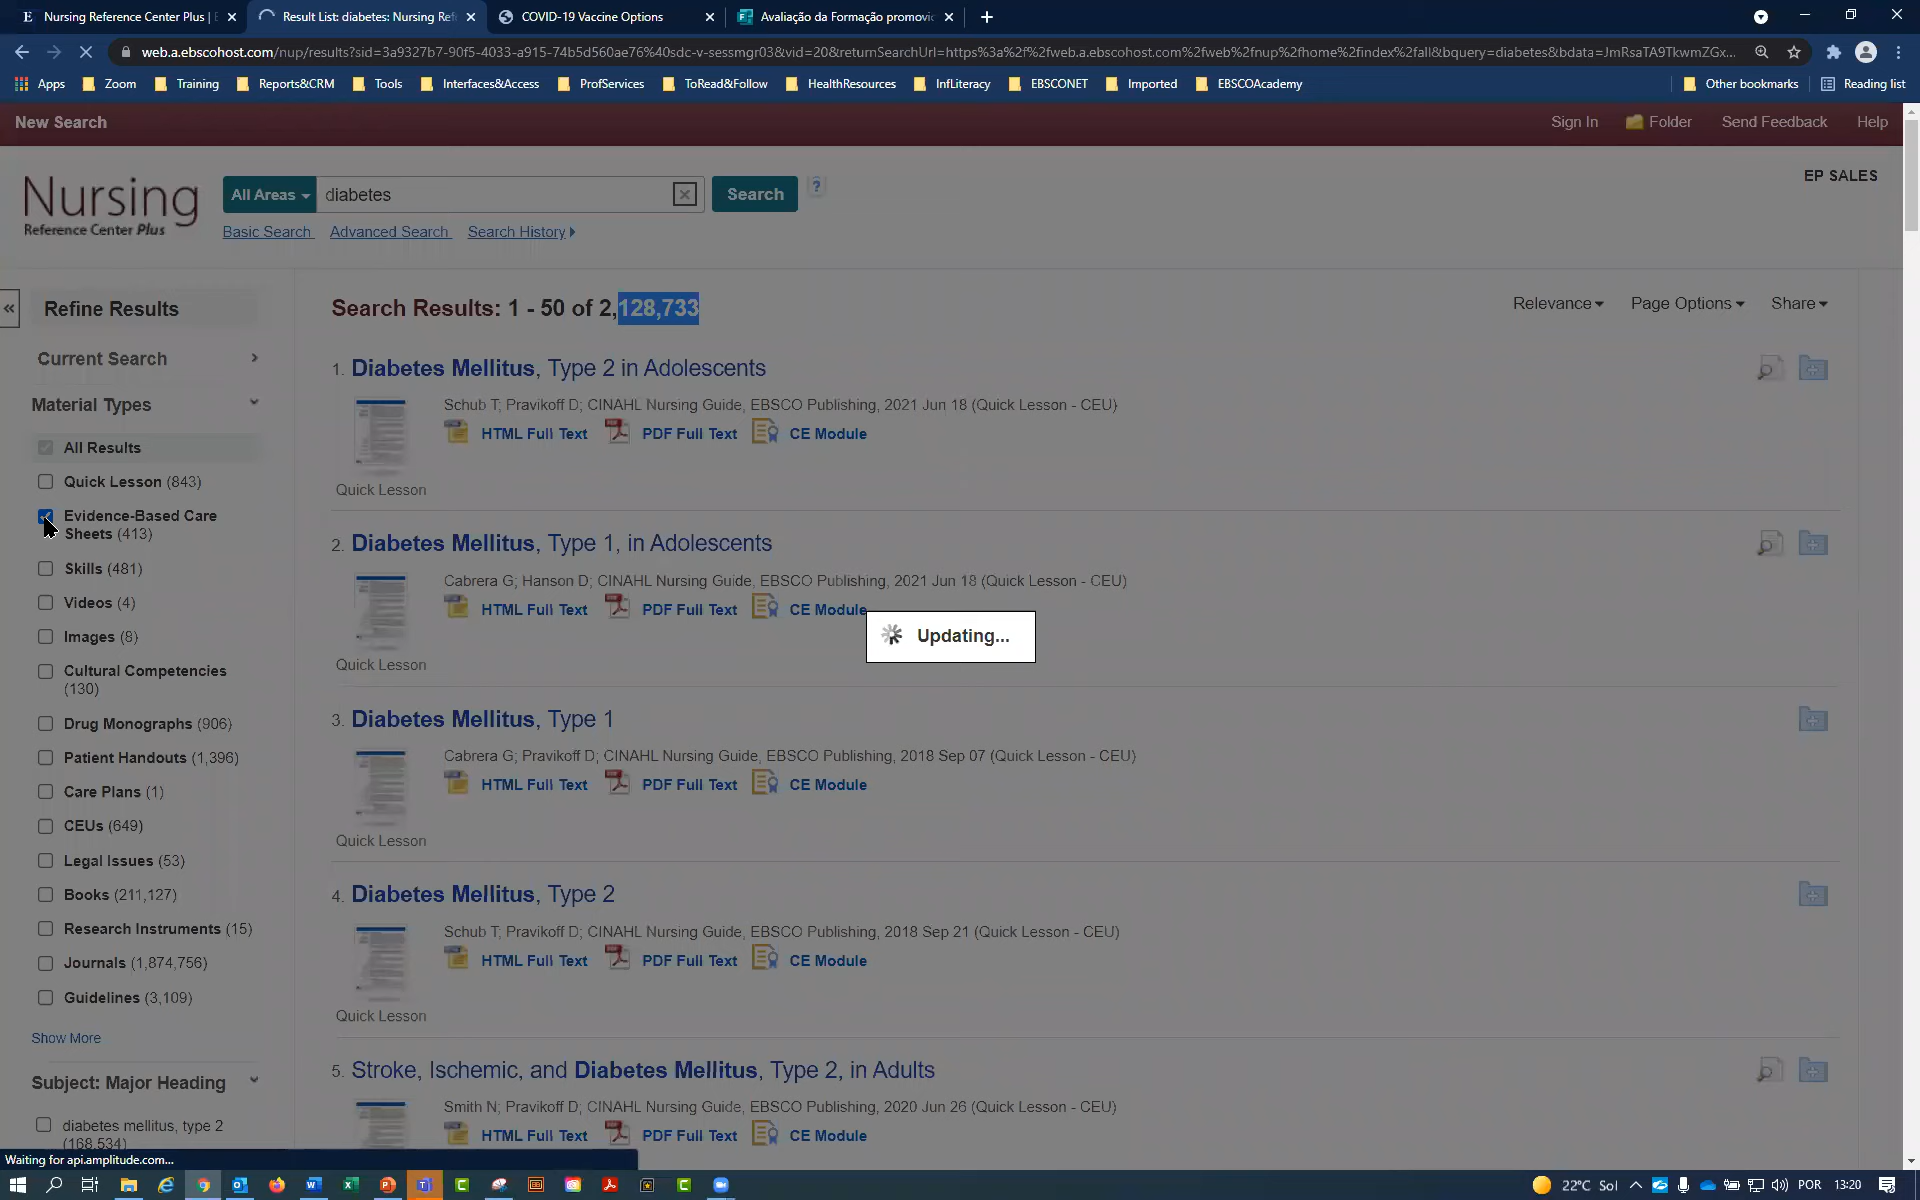 Nursing Reference Center Plus |
Result List: diabetes: Nursing Ref
COVID-19 Vaccine Options
Avaliação da Formação promovi
web.a.ebscohost.com/nup/results?sid=3a9327b7-90f5-4033-a915-74b5d560ae76%40sdc-v-sessmgr03&vid=20&returnSearchUrl=https%3a%2f%2fweb.a.ebscohost.com%2fweb%2fnup%2fhome%2findex%2fall&bquery=diabetes&bdata=JmRsaTA9TkwmZGx...
Apps Zoom Training Reports&CRM Tools Interfaces&Access ProfServices ToRead&Follow HealthResources InfLiteracy EBSCONET Imported EBSCOAcademy Other bookmarks Reading list
New Search Sign In Folder Send Feedback Help
Nursing
Reference Center Plus
All Areas diabetes Search ?
EP SALES
Basic Search Advanced Search Search History
« Refine Results
Current Search
Material Types
All Results
Quick Lesson (843)
Evidence-Based Care
Sheets (413)
Skills (481)
Videos (4)
Images (8)
Cultural Competencies
(130)
Drug Monographs (906)
Patient Handouts (1,396)
Care Plans (1)
CEUs (649)
Legal Issues (53)
Books (211,127)
Research Instruments (15)
Journals (1,874,756)
Guidelines (3,109)
Show More
Subject: Major Heading
diabetes mellitus, type 2
(168,534)
Search Results: 1 - 50 of 2,128,733
Relevance Page Options Share
1. Diabetes Mellitus, Type 2 in Adolescents
Schub T; Pravikoff D; CINAHL Nursing Guide, EBSCO Publishing, 2021 Jun 18 (Quick Lesson - CEU)
HTML Full Text PDF Full Text CE Module
Quick Lesson
2. Diabetes Mellitus, Type 1, in Adolescents
Cabrera G; Hanson D; CINAHL Nursing Guide, EBSCO Publishing, 2021 Jun 18 (Quick Lesson - CEU)
HTML Full Text PDF Full Text CE Module
Updating...
Quick Lesson
3. Diabetes Mellitus, Type 1
Cabrera G; Pravikoff D; CINAHL Nursing Guide, EBSCO Publishing, 2018 Sep 07 (Quick Lesson - CEU)
HTML Full Text PDF Full Text CE Module
Quick Lesson
4. Diabetes Mellitus, Type 2
Schub T; Pravikoff D; CINAHL Nursing Guide, EBSCO Publishing, 2018 Sep 21 (Quick Lesson - CEU)
HTML Full Text PDF Full Text CE Module
Quick Lesson
5. Stroke, Ischemic, and Diabetes Mellitus, Type 2, in Adults
Smith N; Pravikoff D; CINAHL Nursing Guide, EBSCO Publishing, 2020 Jun 26 (Quick Lesson - CEU)
HTML Full Text PDF Full Text CE Module
Waiting for api.amplitude.com...
22°C Sol POR 13:20